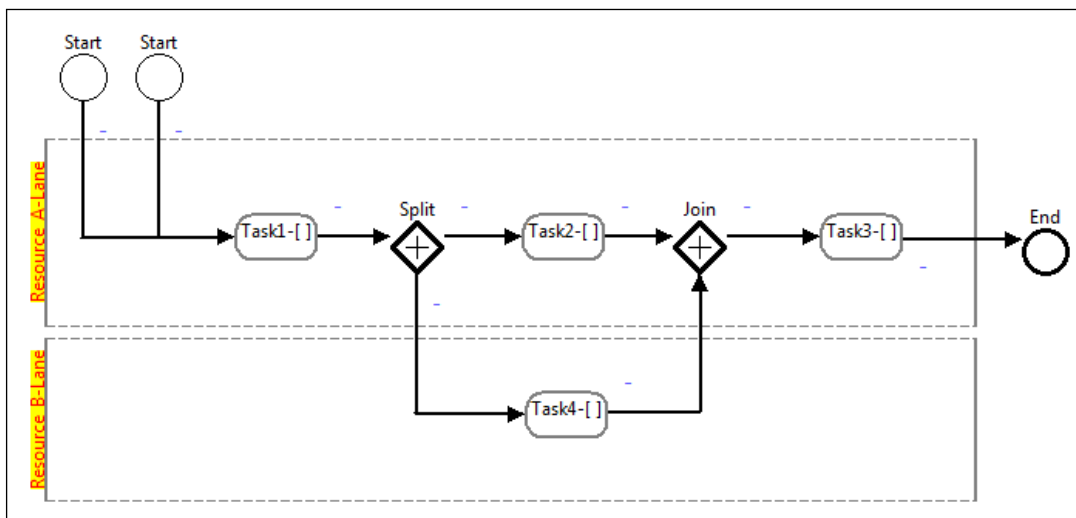 Start
Start
-
-
Resource A-Lane
Task1-[ ]
-
Split
-
Task2-[ ]
-
Join
-
Task3-[ ]
-
End
-
Resource B-Lane
Task4-[ ]
-